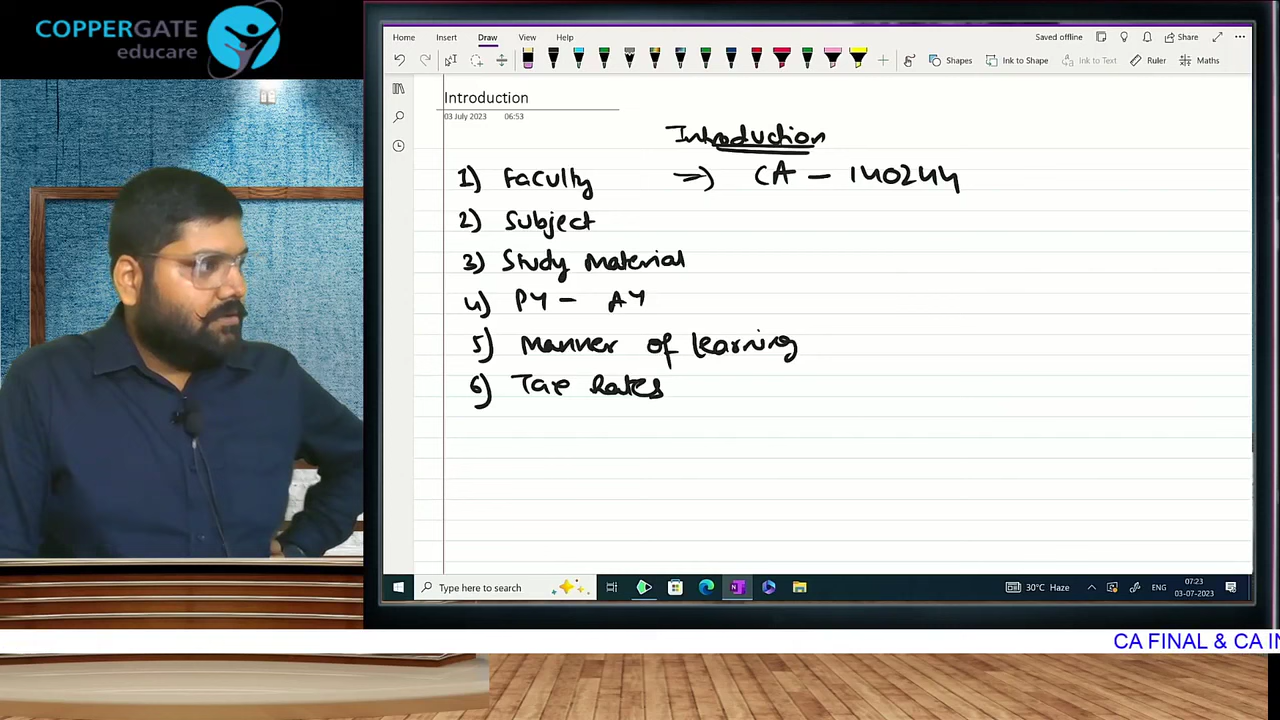 COPPERGATE
educare
Home Insert Draw View Help
Saved offline
Share
Shapes Ink to Shape Ink to Text Ruler Maths
Introduction
03 July 2023 06:53
Introduction
1) Faculty => CA - 140244
2) Subject
3) Study Material
4) PY - AY
5) Manner of learning
6) Tax Rates
Type here to search
30°C Haze
ENG
07:23
03-07-2023
CA FINAL & CA IN